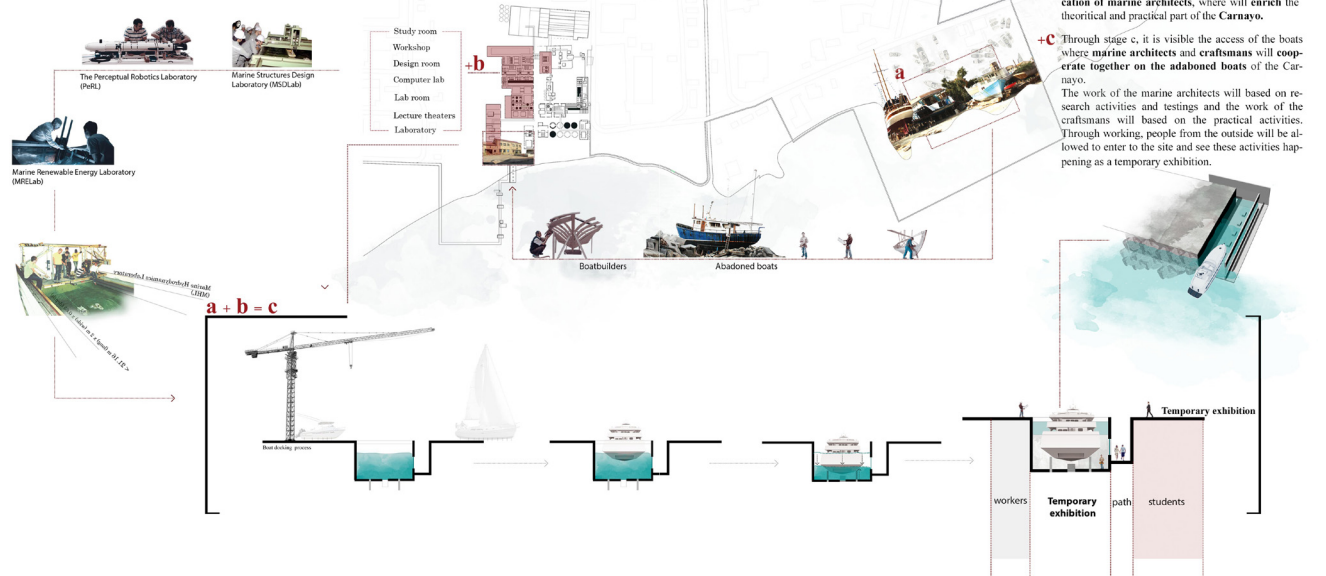 cation of marine architects, where will enrich the
theoritical and practical part of the Carnayo.
+c
Through stage c, it is visible the access of the boats
where marine architects and craftsmans will coop-
erate together on the adaboned boats of the Car-
nayo.
The work of the marine architects will based on re-
search activities and testings and the work of the
craftsmans will based on the practical activities.
Through working, people from the outside will be al-
lowed to enter to the site and see these activities hap-
pening as a temporary exhibition.
The Perceptual Robotics Laboratory
(PeRL)
Marine Structures Design
Laboratory (MSDLab)
Marine Renewable Energy Laboratory
(MRELab)
Study room
Workshop
Design room
Computer lab
Lab room
Lecture theaters
Laboratory
+b
a
Boatbuilders
Abadoned boats
Marine Hydrodynamics Laboratory
(MHL)
a + b = c
Boat docking process
Temporary exhibition
workers
Temporary
exhibition
path
students